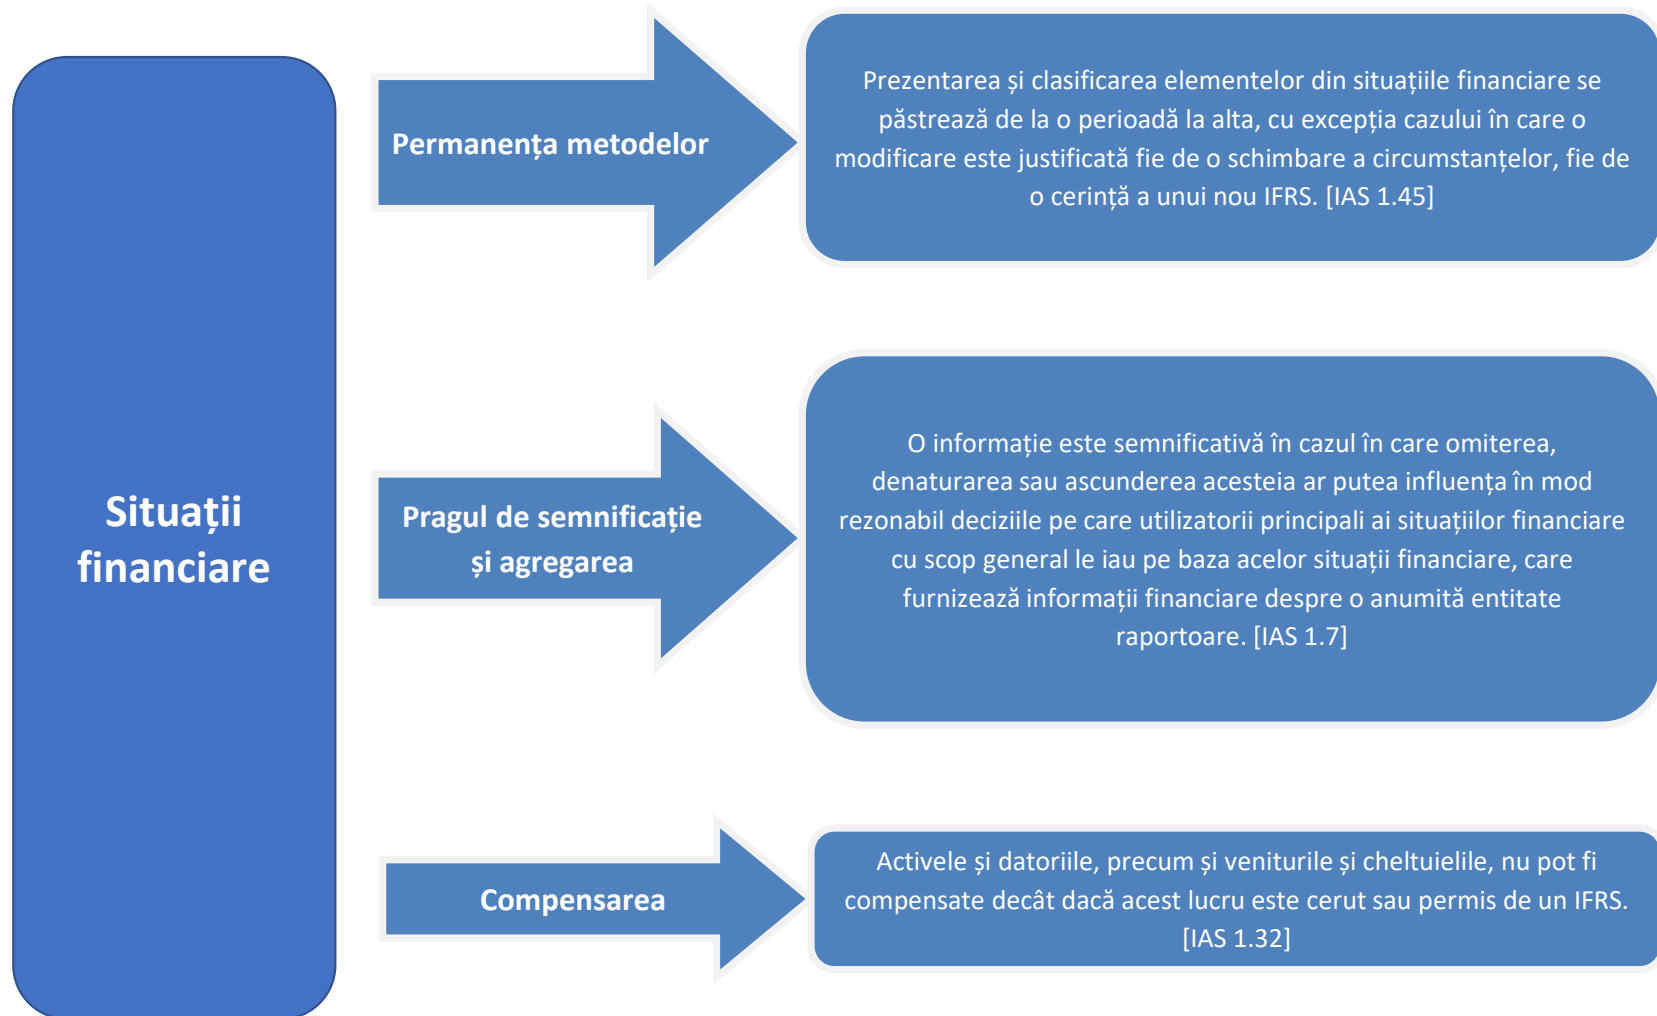 Situații
financiare
Permanența metodelor
Prezentarea și clasificarea elementelor din situațiile financiare se
păstrează de la o perioadă la alta, cu excepția cazului în care o
modificare este justificată fie de o schimbare a circumstanțelor, fie de
o cerință a unui nou IFRS. [IAS 1.45]
Pragul de semnificație
și agregarea
O informație este semnificativă în cazul în care omiterea,
denaturarea sau ascunderea acesteia ar putea influența în mod
rezonabil deciziile pe care utilizatorii principali ai situațiilor financiare
cu scop general le iau pe baza acelor situații financiare, care
furnizează informații financiare despre o anumită entitate
raportoare. [IAS 1.7]
Compensarea
Activele și datoriile, precum și veniturile și cheltuielile, nu pot fi
compensate decât dacă acest lucru este cerut sau permis de un IFRS.
[IAS 1.32]